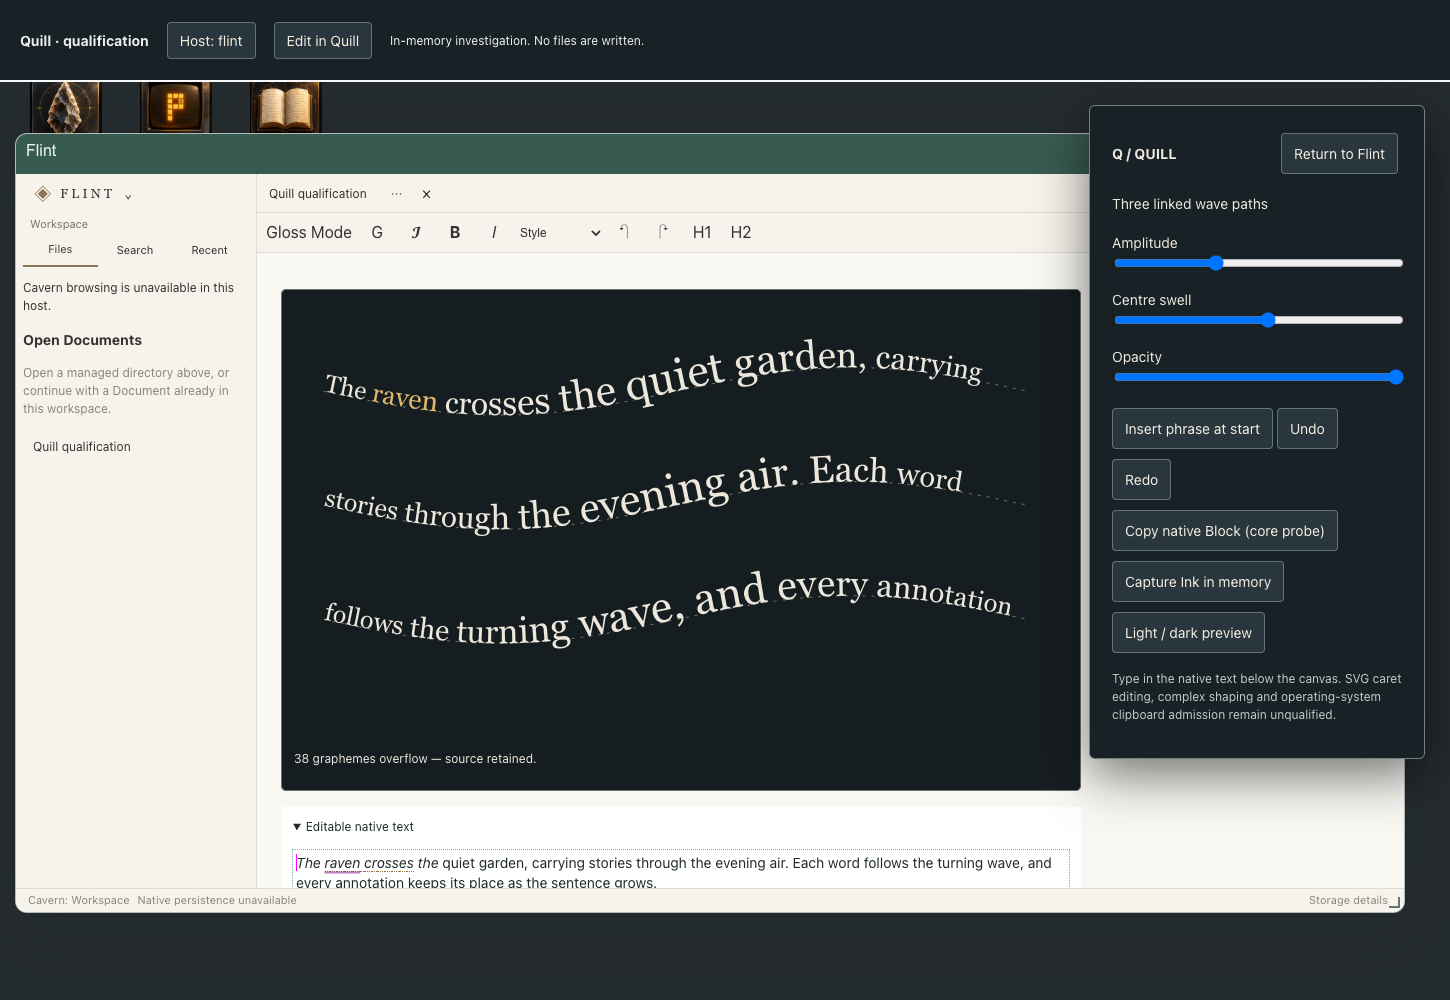 Quill · qualification
Host: flint
Edit in Quill
In-memory investigation. No files are written.
P
Flint
FLINT
Workspace
Files
Search
Recent
Cavern browsing is unavailable in this
host.
Open Documents
Open a managed directory above, or
continue with a Document already in
this workspace.
Quill qualification
Quill qualification ··· ×
Gloss Mode G I B I Style H1 H2
The raven crosses the quiet garden, carrying
stories through the evening air. Each word
follows the turning wave, and every annotation
38 graphemes overflow — source retained.
▼ Editable native text
The raven crosses the quiet garden, carrying stories through the evening air. Each word follows the turning wave, and
every annotation keeps its place as the sentence grows.
Q / QUILL
Return to Flint
Three linked wave paths
Amplitude
Centre swell
Opacity
Insert phrase at start
Undo
Redo
Copy native Block (core probe)
Capture Ink in memory
Light / dark preview
Type in the native text below the canvas. SVG caret
editing, complex shaping and operating-system
clipboard admission remain unqualified.
Cavern: Workspace Native persistence unavailable
Storage details